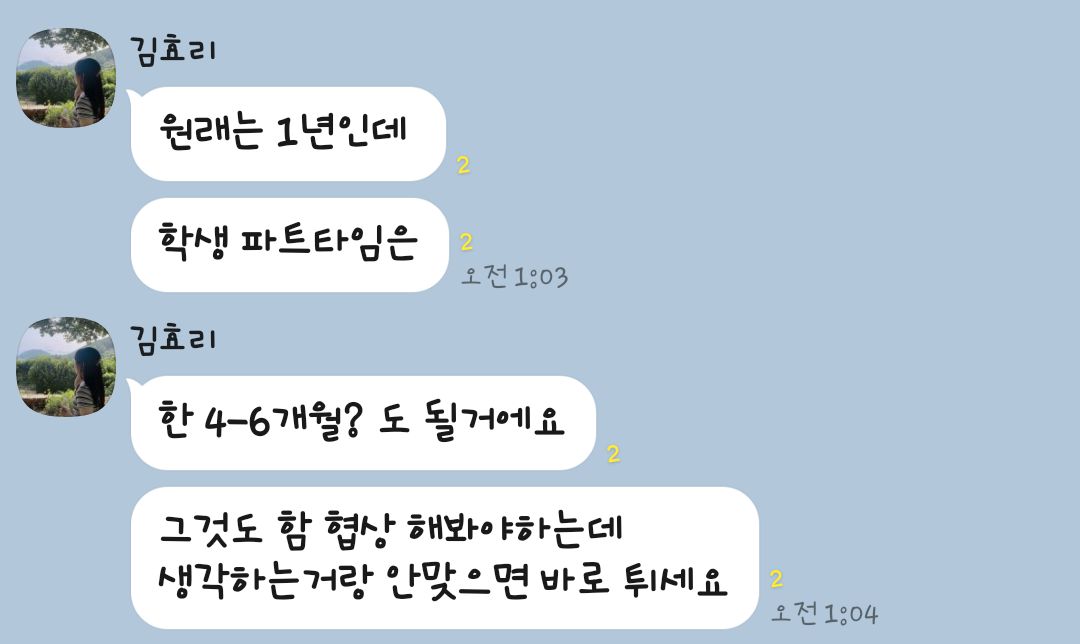 김효리
원래는 1년인데
2
학생 파트타임은
2
오전 1:03
김효리
한 4-6개월? 도 될거에요
2
그것도 함 협상 해봐야하는데
생각하는거랑 안맞으면 바로 튀세요
2
오전 1:04